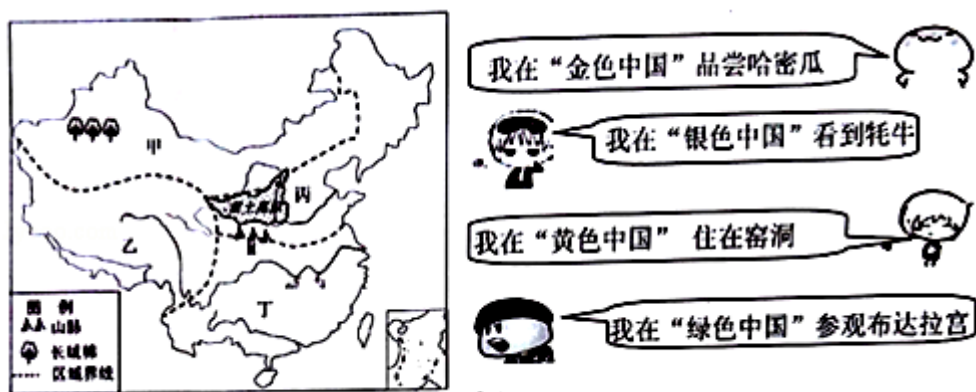 甲
乙
丙
丁
黄土高原
图 例
山脉
长城
区域界线
我在“金色中国”品尝哈密瓜
我在“银色中国”看到牦牛
我在“黄色中国” 住在窑洞
我在“绿色中国”参观布达拉宫